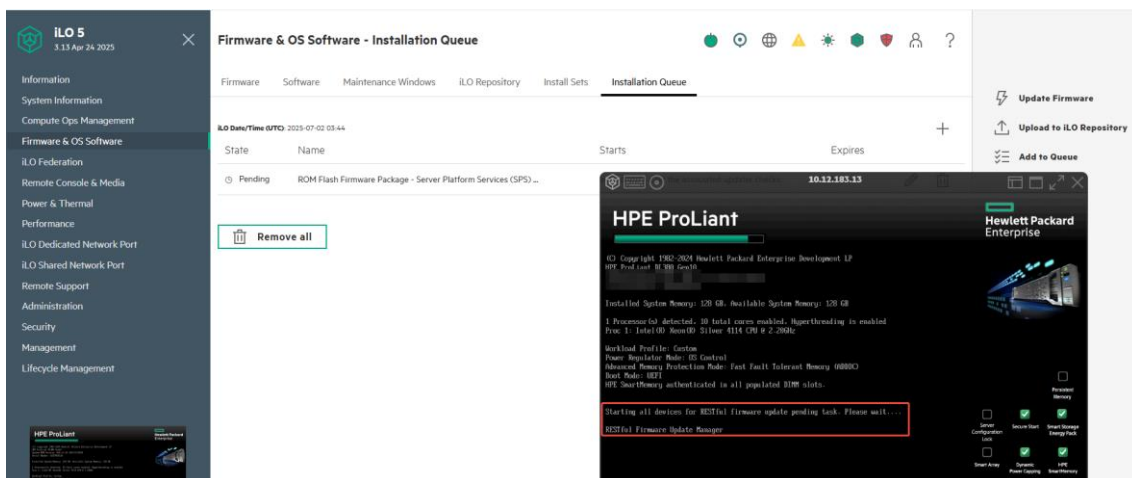 iLO 5
3.13 Apr 24 2025
Information
System Information
Compute Ops Management
Firmware & OS Software
iLO Federation
Remote Console & Media
Power & Thermal
Performance
iLO Dedicated Network Port
iLO Shared Network Port
Remote Support
Administration
Security
Management
Lifecycle Management
HPE ProLiant
Firmware & OS Software - Installation Queue
?
Firmware Software Maintenance Windows iLO Repository Install Sets Installation Queue
iLO Date/Time (UTC) 2025-07-02 03:44
State Name Starts Expires
Pending ROM Flash Firmware Package - Server Platform Services (SPS) ...
Remove all
Update Firmware
Upload to iLO Repository
Add to Queue
10.12.183.13
HPE ProLiant
Hewlett Packard
Enterprise
(C) Copyright 1982-2024 Hewlett Packard Enterprise Development LP
HPE ProLiant DL380 Gen10
Installed System Memory: 128 GB, Available System Memory: 128 GB
1 Processor(s) detected, 10 total cores enabled, Hyperthreading is enabled
Proc 1: Intel(R) Xeon(R) Silver 4114 CPU @ 2.20GHz
Workload Profile: Custom
Power Regulator Mode: OS Control
Advanced Memory Protection Mode: Fast Fault Tolerant Memory (ADDDC)
Boot Mode: UEFI
HPE SmartMemory authenticated in all populated DIMM slots.
Starting all devices for RESTful firmware update pending task. Please wait....
RESTful Firmware Update Manager
Persistent
Memory
Server
Configuration
Lock
Secure Start
Smart Storage
Energy Pack
Smart Array
Dynamic
Power Capping
HPE
SmartMemory